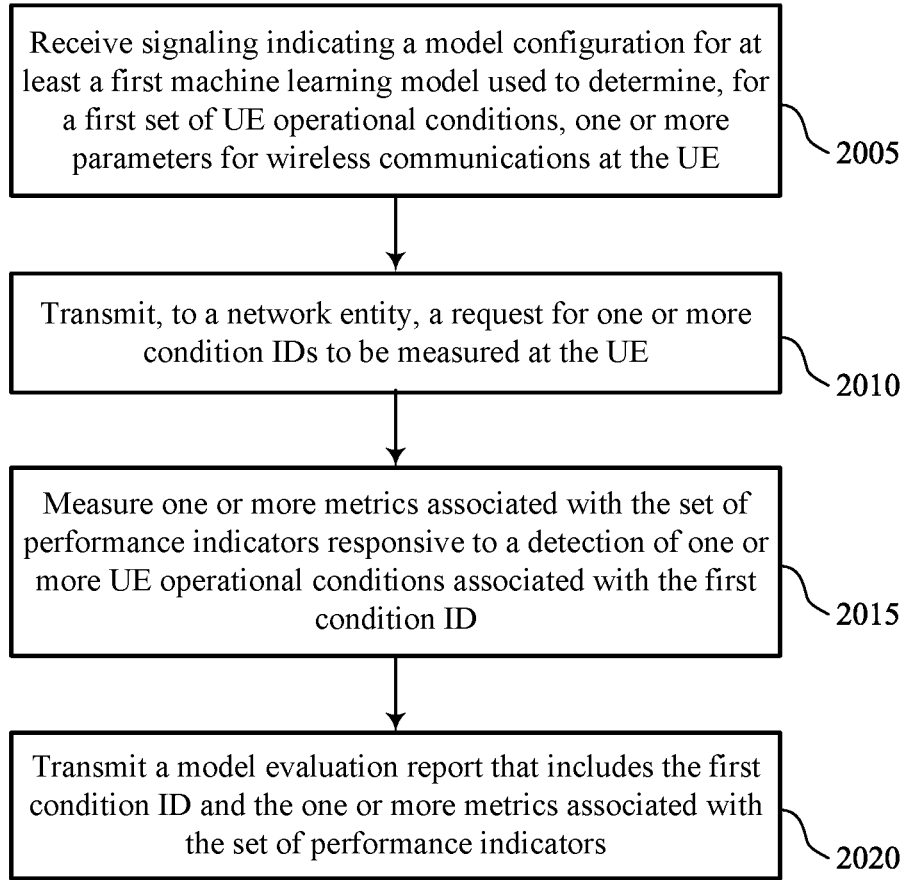 Receive signaling indicating a model configuration for at
least a first machine learning model used to determine, for
a first set of UE operational conditions, one or more
parameters for wireless communications at the UE
2005
Transmit, to a network entity, a request for one or more
condition IDs to be measured at the UE
2010
Measure one or more metrics associated with the set of
performance indicators responsive to a detection of one or
more UE operational conditions associated with the first
condition ID
2015
Transmit a model evaluation report that includes the first
condition ID and the one or more metrics associated with
the set of performance indicators
2020